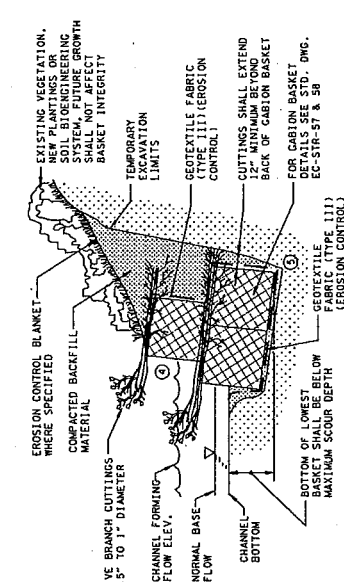 EROSION CONTROL BLANKET
WHERE SPECIFIED
COMPACTED BACKFILL
MATERIAL
VE BRANCH CUTTINGS
5" TO 1" DIAMETER
CHANNEL FORMING
FLOW ELEV.
NORMAL BASE-
FLOW
CHANNEL
BOTTOM
BOTTOM OF LOWEST
BASKET SHALL BE BELOW
MAXIMUM SCOUR DEPTH
4
5
EXISTING VEGETATION,
NEW PLANTINGS OR
SOIL BIOENGINEERING
SYSTEM, FUTURE GROWTH
SHALL NOT AFFECT
BASKET INTEGRITY
TEMPORARY
EXCAVATION
LIMITS
GEOTEXTILE FABRIC
(TYPE III)(EROSION
CONTROL)
CUTTINGS SHALL EXTEND
12" MINIMUM BEYOND
BACK OF GABION BASKET
FOR GABION BASKET
DETAILS SEE STD. DWG.
EC-STR-57 & 58
GEOTEXTILE
FABRIC (TYPE III)
(EROSION CONTROL)